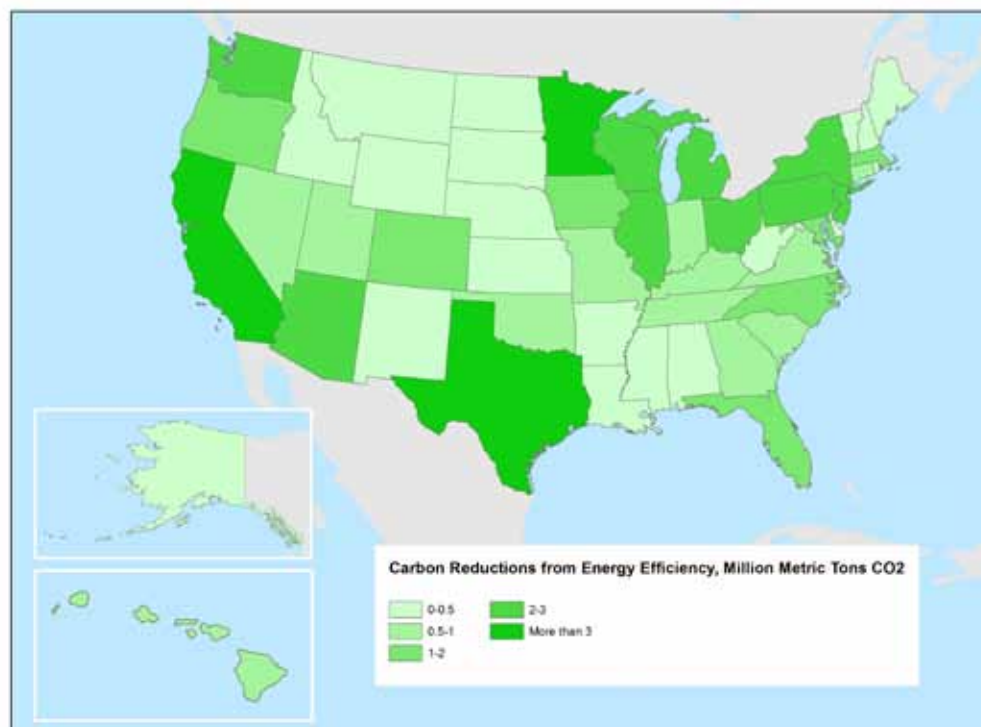 Carbon Reductions from Energy Efficiency, Million Metric Tons CO2
0-0.5
0.5-1
1-2
2-3
More than 3